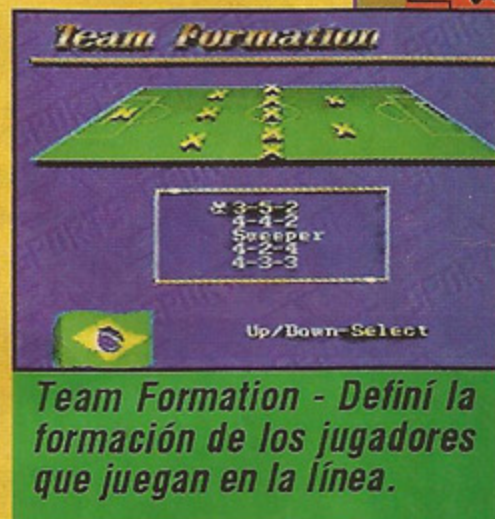 Team Formation
3-5-2
4-4-2
Sweeper
4-2-4
4-3-3
Up/Down-Select
Team Formation - Definí la
formación de los jugadores
que juegan en la línea.